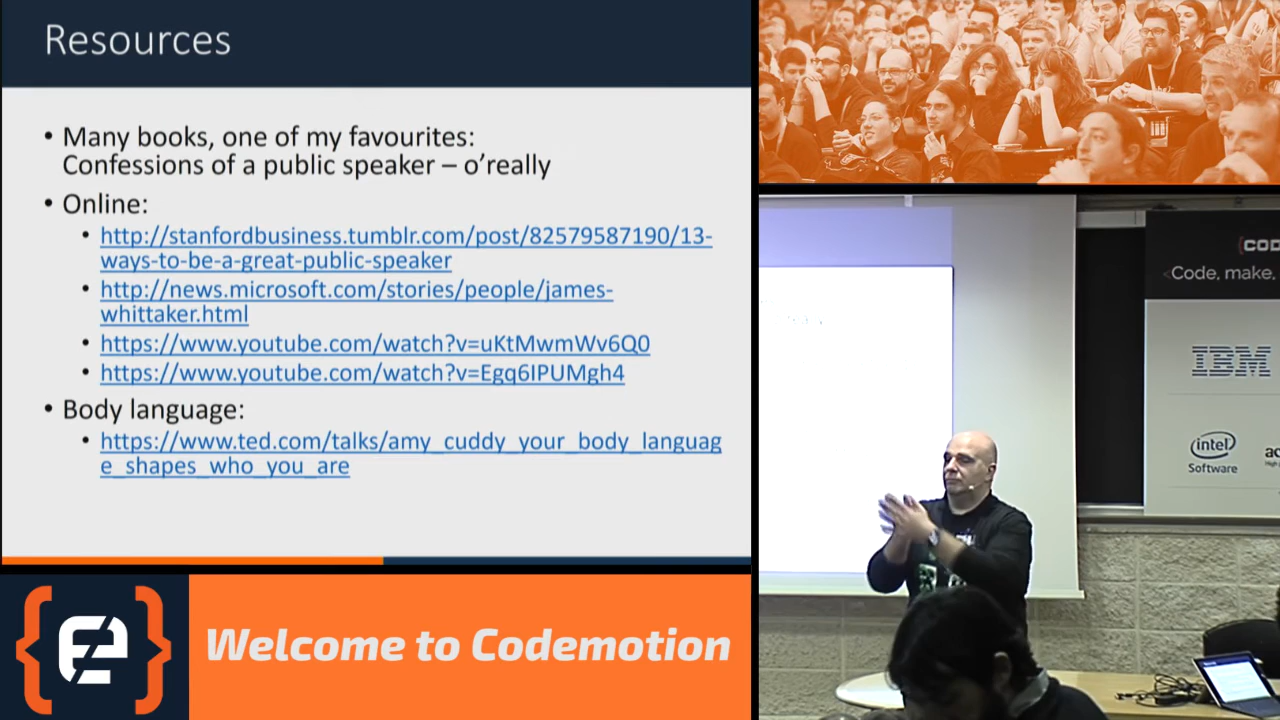 Resources
• Many books, one of my favourites:
Confessions of a public speaker – o’really
• Online:
• http://stanfordbusiness.tumblr.com/post/82579587190/13-
ways-to-be-a-great-public-speaker
• http://news.microsoft.com/stories/people/james-
whittaker.html
• https://www.youtube.com/watch?v=uKtMwmWv6Q0
• https://www.youtube.com/watch?v=Egq6IPUMgh4
• Body language:
• https://www.ted.com/talks/amy_cuddy_your_body_languag
e_shapes_who_you_are
Welcome to Codemotion
{COD
<Code, make,
IBM
intel
Software